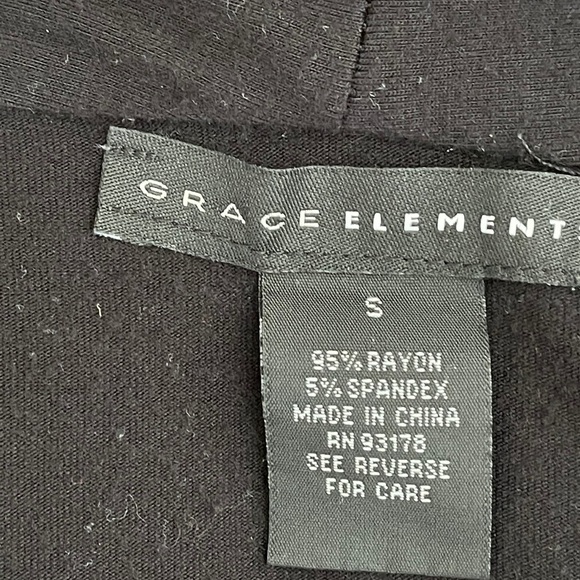 GRACE ELEMENT
S
95% RAYON
5% SPANDEX
MADE IN CHINA
RN 93178
SEE REVERSE
FOR CARE